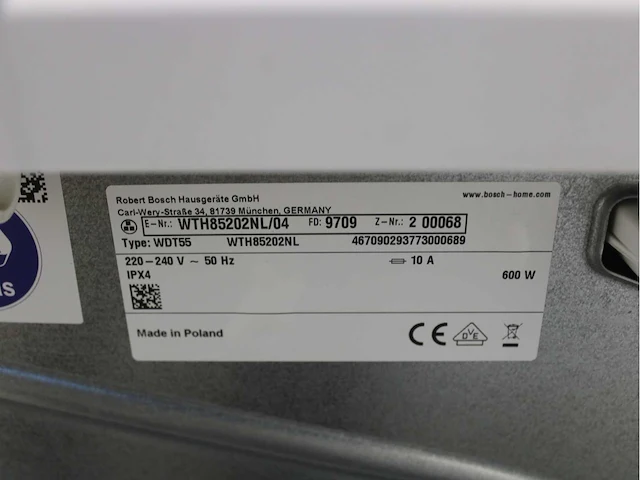 Robert Bosch Hausgeräte GmbH
www.bosch-home.com
Carl-Wery-Straße 34, 81739 München, GERMANY
E-Nr.: WTH85202NL/04 FD: 9709 Z-Nr.: 2 00068
Type: WDT55 WTH85202NL 467090293773000689
220-240 V ~ 50 Hz 10 A
IPX4 600 W
Made in Poland
CE DVE